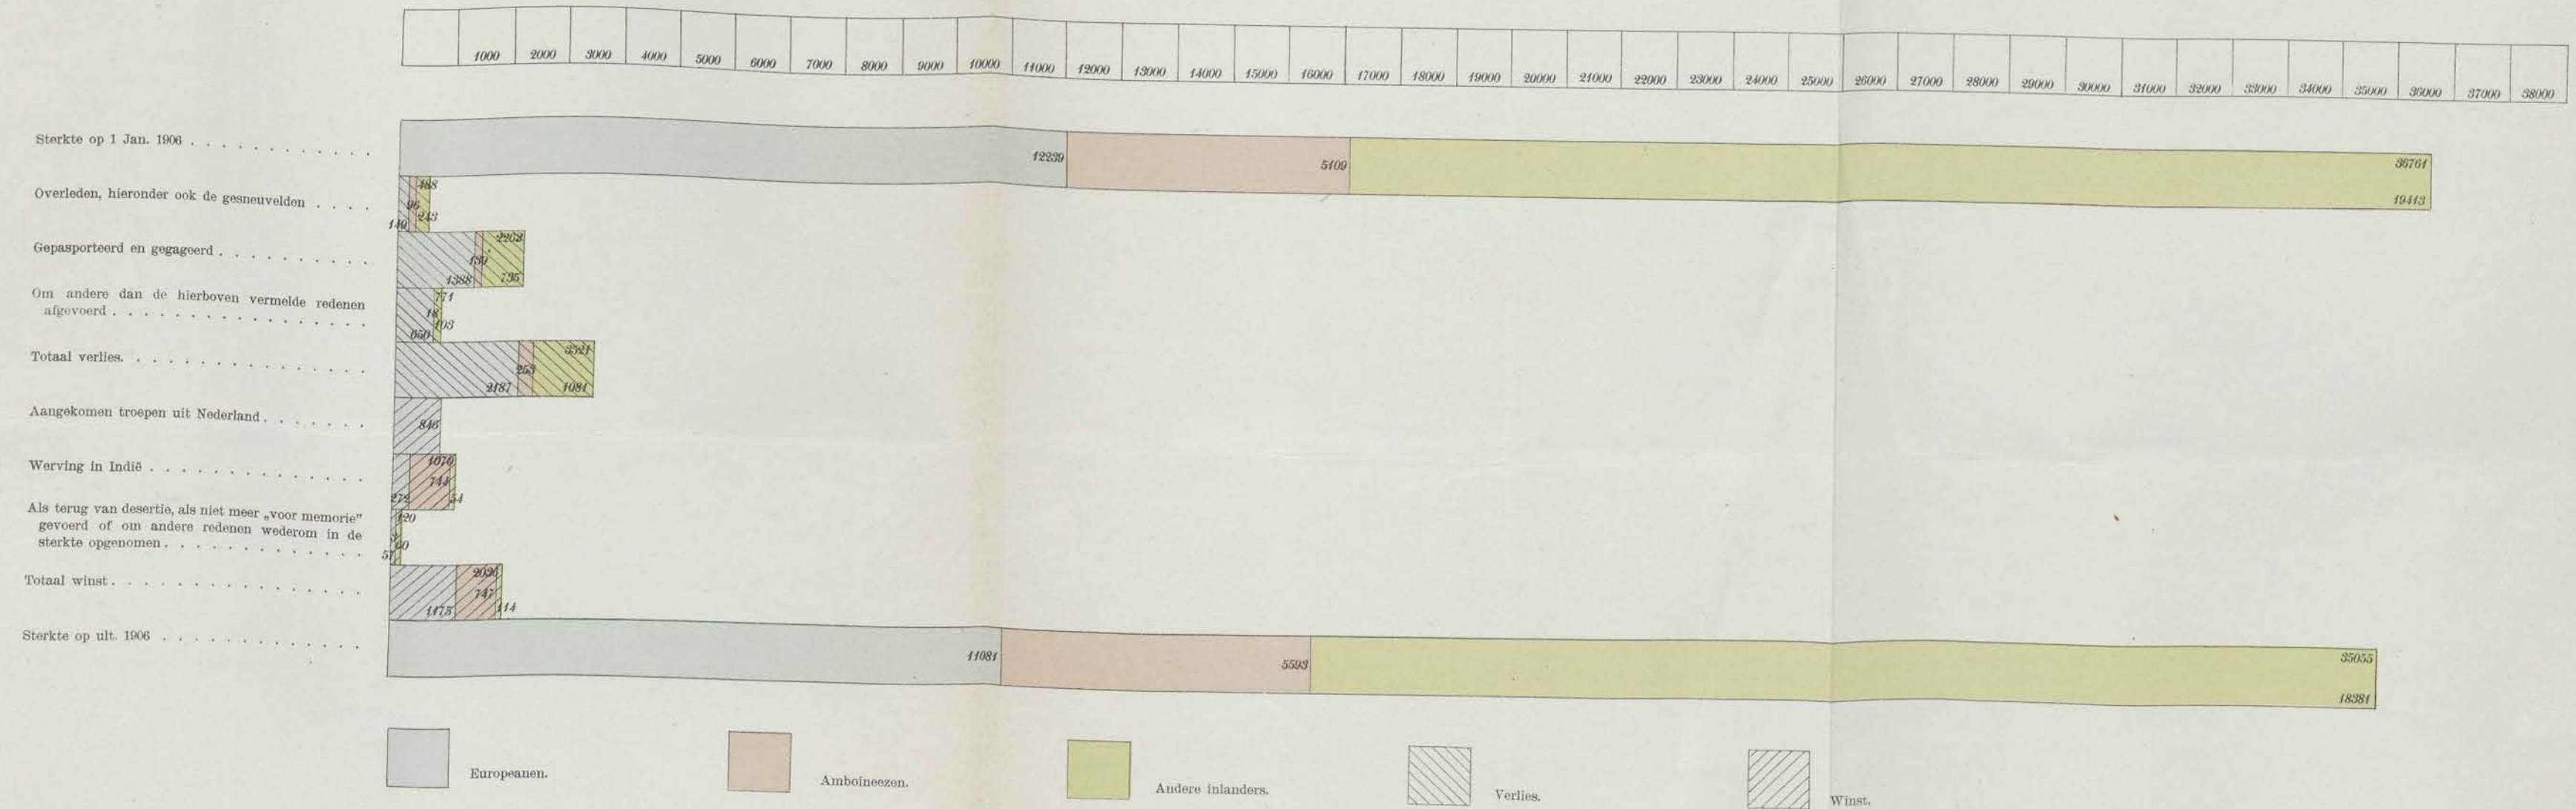 1000 2000 3000 4000 5000 6000 7000 8000 9000 10000 11000 12000 13000 14000 15000 16000 17000 18000 19000 20000 21000 22000 23000 24000 25000 26000 27000 28000 29000 30000 31000 32000 33000 34000 35000 36000 37000 38000
Sterkte op 1 Jan. 1906 . . . . . . . . . . . .
12239 5109 36761
19413
Overleden, hieronder ook de gesneuvelden . . . .
488
96
243
149
Gepasporteerd en gegageerd . . . . . . . . . .
2262
139
1388 735
Om andere dan de hierboven vermelde redenen
afgevoerd . . . . . . . . . . . . . . . . .
771
18
103
650
Totaal verlies. . . . . . . . . . . . . . . .
3521
253
2187 1081
Aangekomen troepen uit Nederland . . . . . . .
846
Werving in Indië . . . . . . . . . . . . . .
1070
744
272 54
Als terug van desertie, als niet meer „voor memorie”
gevoerd of om andere redenen wederom in de
sterkte opgenomen . . . . . . . . . . . . .
120
3
60
57
Totaal winst . . . . . . . . . . . . . . . .
2036
747
1175 114
Sterkte op ult. 1906 . . . . . . . . . . . . .
11081 5593 35055
18381
Europeanen.
Amboineezen.
Andere inlanders.
Verlies.
Winst.